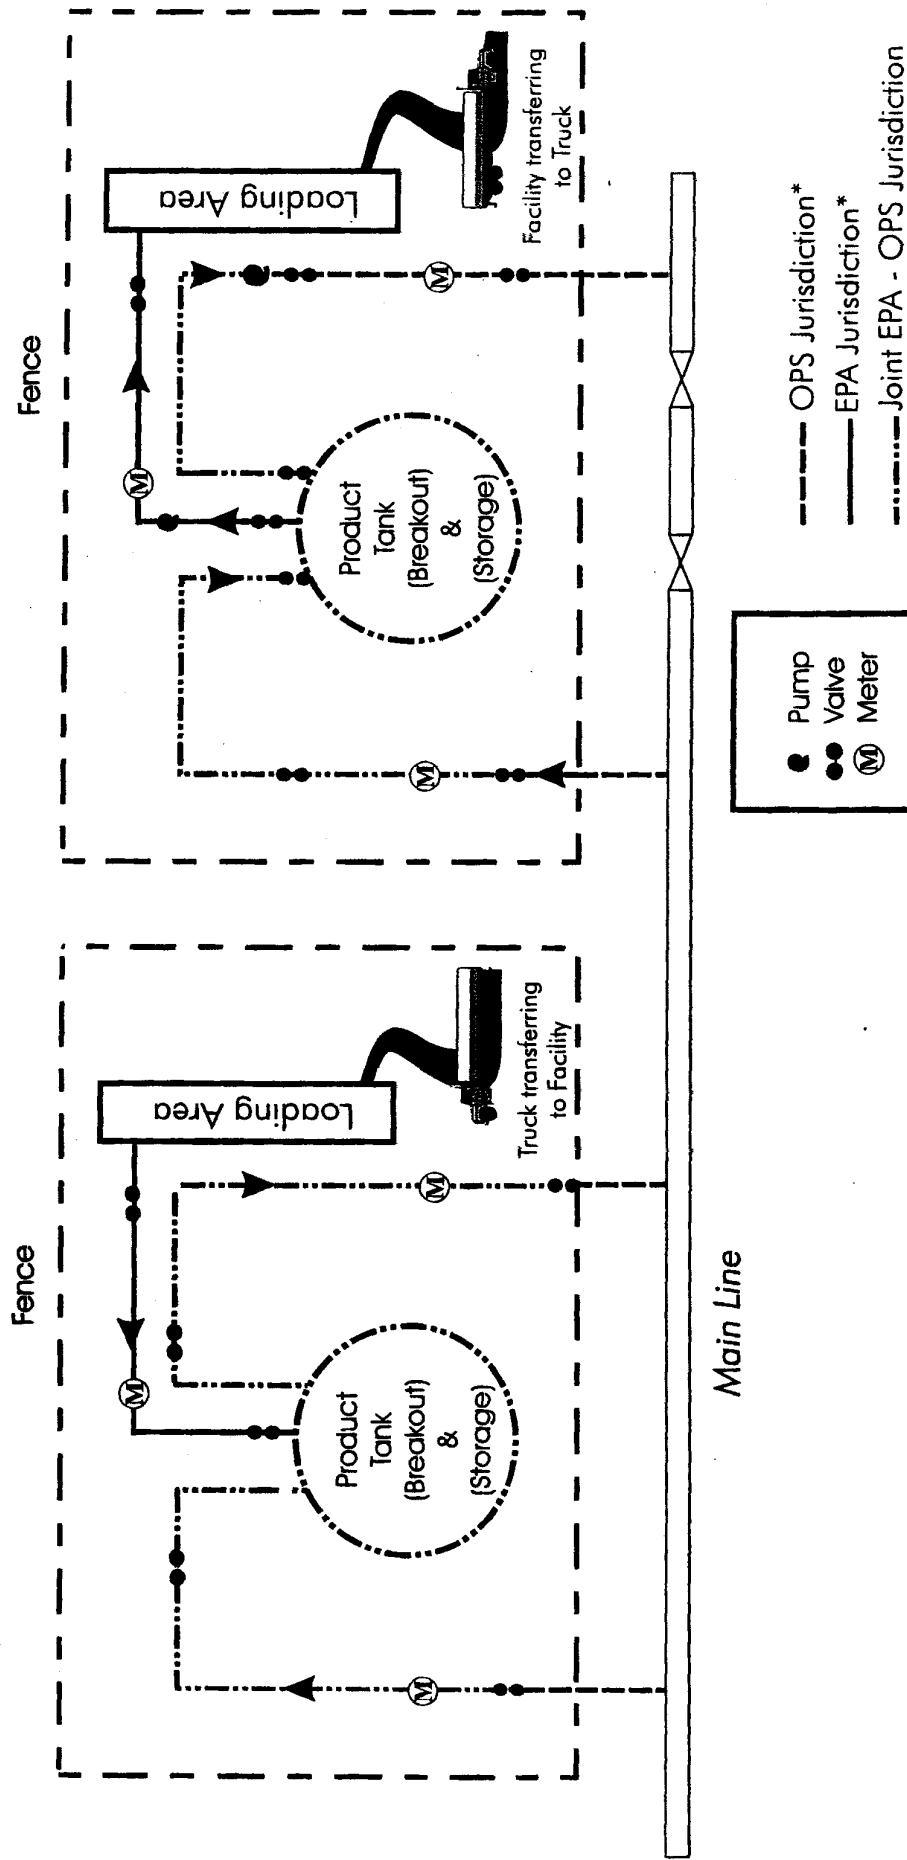 Fence
Loading Area
Product
Tank
(Breakout)
&
(Storage)
M
M
M
Truck transferring
to Facility
Fence
Loading Area
Product
Tank
(Breakout)
&
(Storage)
M
M
M
Facility transferring
to Truck
Main Line
Pump
Valve
M Meter
OPS Jurisdiction*
EPA Jurisdiction*
Joint EPA - OPS Jurisdiction